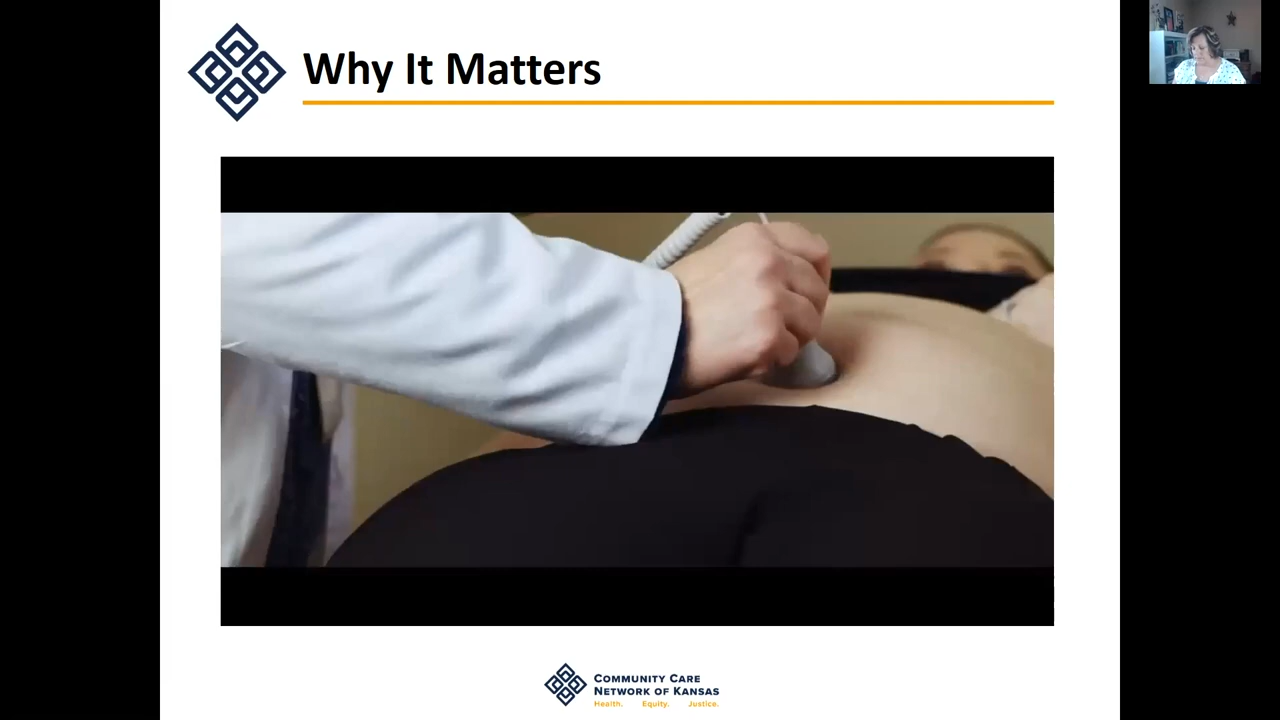 Why It Matters
COMMUNITY CARE
NETWORK OF KANSAS
Health. Equity. Justice.